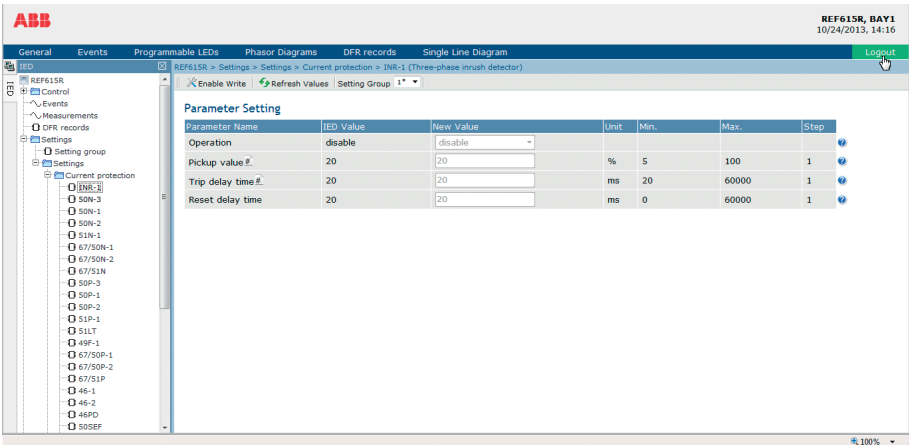 ABB
REF615R, BAY1
10/24/2013, 14:16
General Events Programmable LEDs Phasor Diagrams DFR records Single Line Diagram Logout
IED
REF615R > Settings > Settings > Current protection > INR-1 (Three-phase inrush detector)
IED
Enable Write Refresh Values Setting Group 1*
REF615R
Control
Events
Measurements
DFR records
Settings
Setting group
Settings
Current protection
INR-1
50N-3
50N-1
50N-2
51N-1
67/50N-1
67/50N-2
67/51N
50P-3
50P-1
50P-2
51P-1
51LT
49F-1
67/50P-1
67/50P-2
67/51P
46-1
46-2
46PD
50SEF
Parameter Setting
Parameter Name IED Value New Value Unit Min. Max. Step
Operation disable disable
Pickup value # 20 20 % 5 100 1
Trip delay time # 20 20 ms 20 60000 1
Reset delay time 20 20 ms 0 60000 1
100%